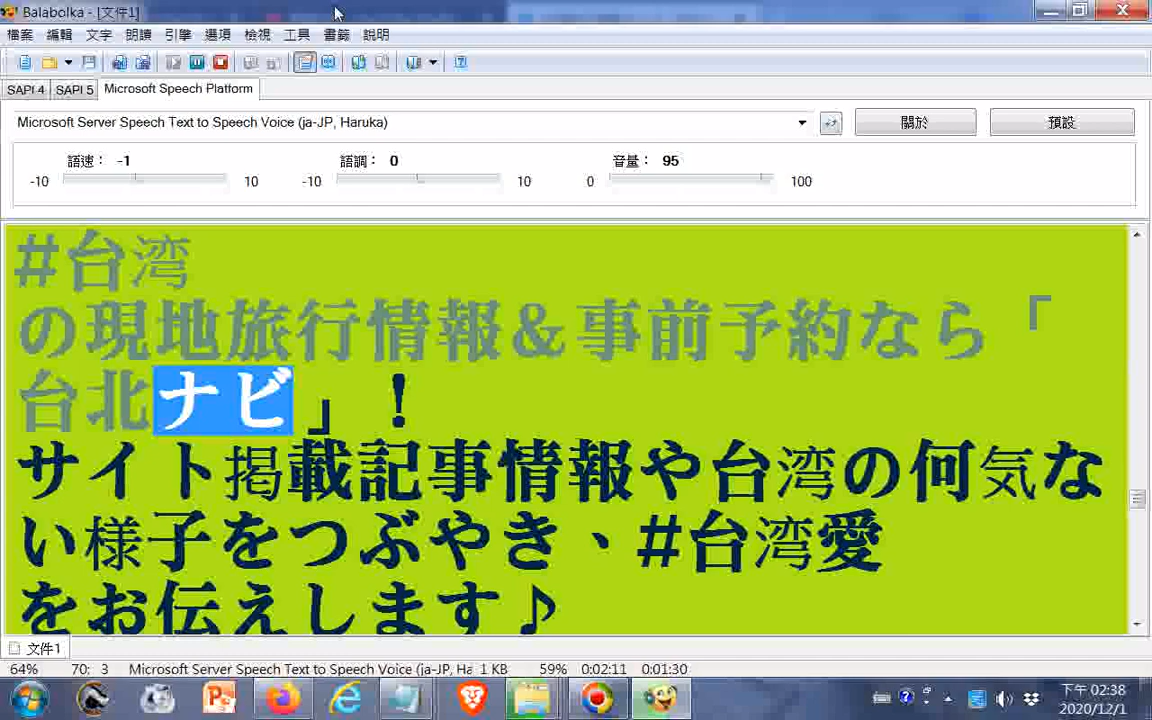 Balabolka - [文件1]
檔案 編輯 文字 朗讀 引擎 選項 檢視 工具 書籤 說明
SAPI 4 SAPI 5 Microsoft Speech Platform
Microsoft Server Speech Text to Speech Voice (ja-JP, Haruka) 關於 預設
語速： -1 語調： 0 音量： 95
-10 10 -10 10 0 100
#台湾
の現地旅行情報＆事前予約なら「
台北ナビ」！
サイト掲載記事情報や台湾の何気な
い様子をつぶやき、#台湾愛
をお伝えします♪
文件1
64% 70: 3 Microsoft Server Speech Text to Speech Voice (ja-JP, Ha 1 KB 59% 0:02:11 0:01:30
下午 02:38
2020/12/1